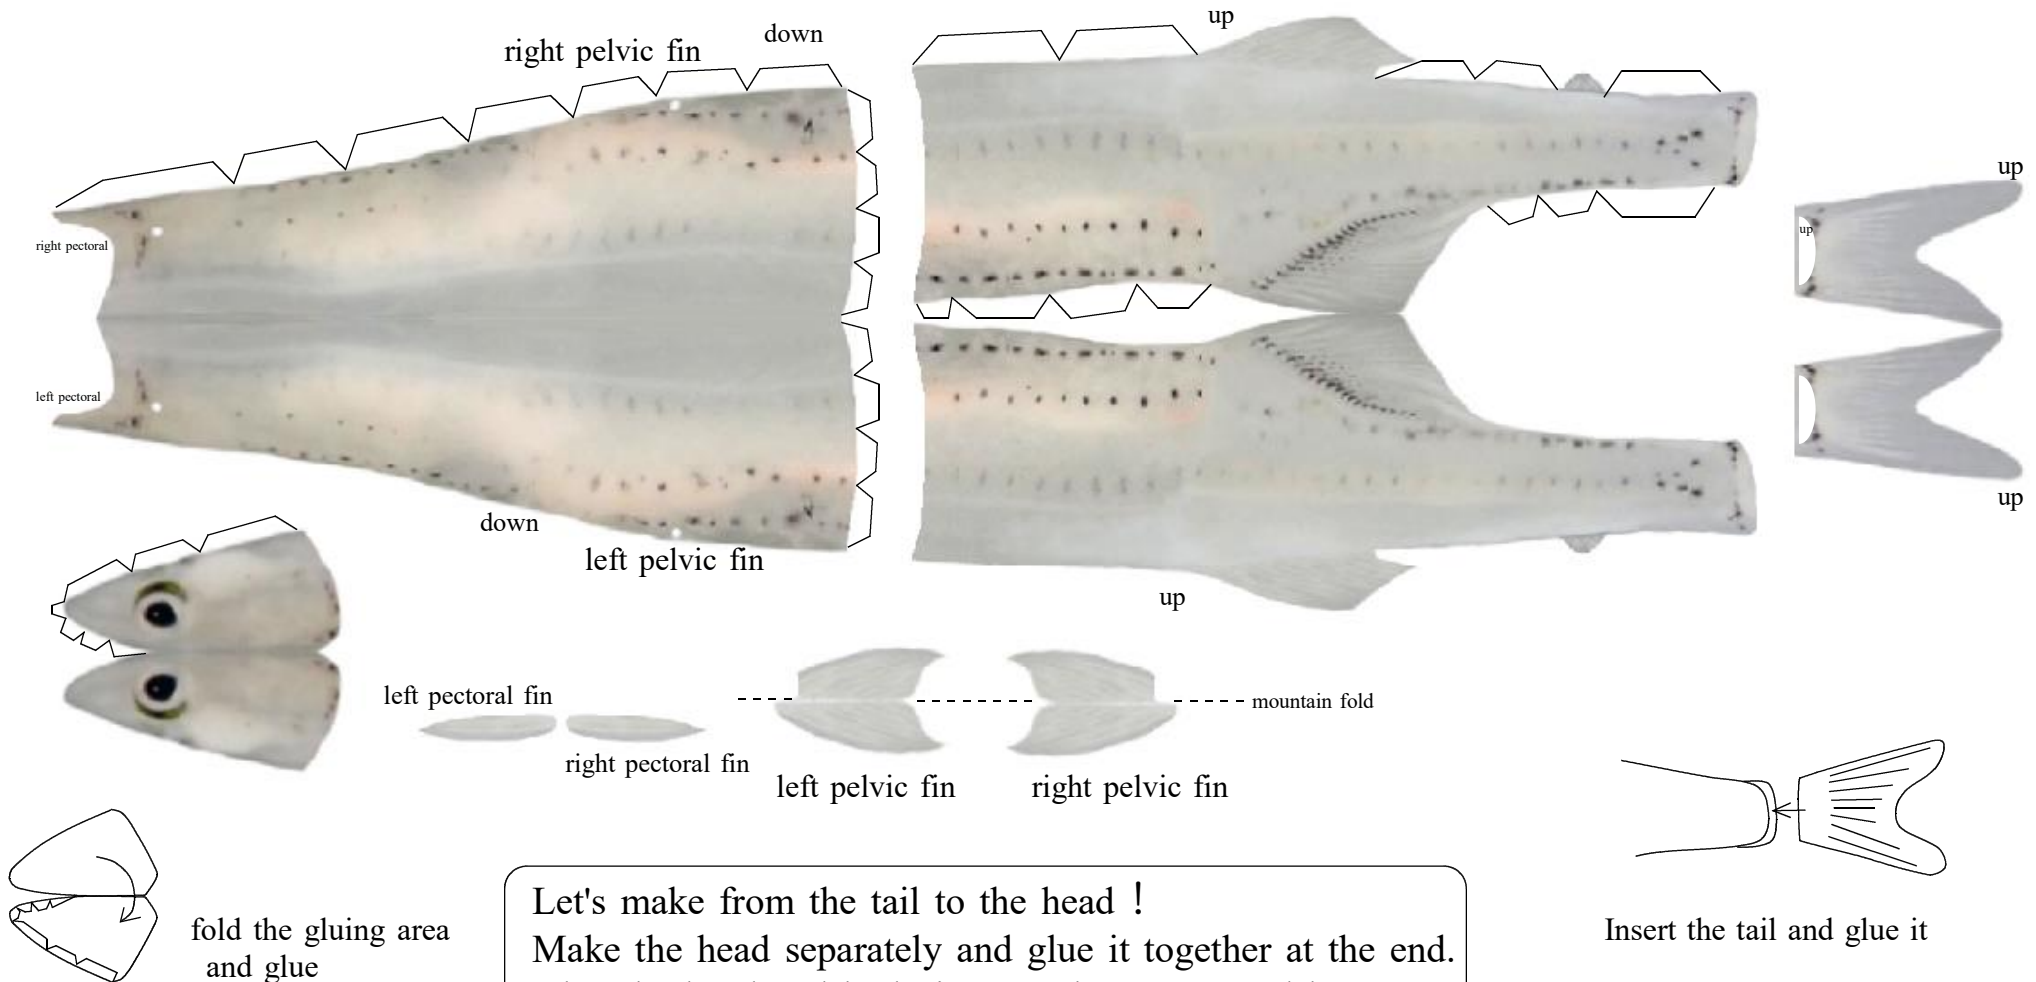 up
down
right pelvic fin
up
right pectoral
up
left pectoral
up
down
left pelvic fin
up
left pectoral fin
mountain fold
right pectoral fin
left pelvic fin
right pelvic fin
Let's make from the tail to the head !
fold the gluing area
and glue
Insert the tail and glue it
Make the head separately and glue it together at the end.